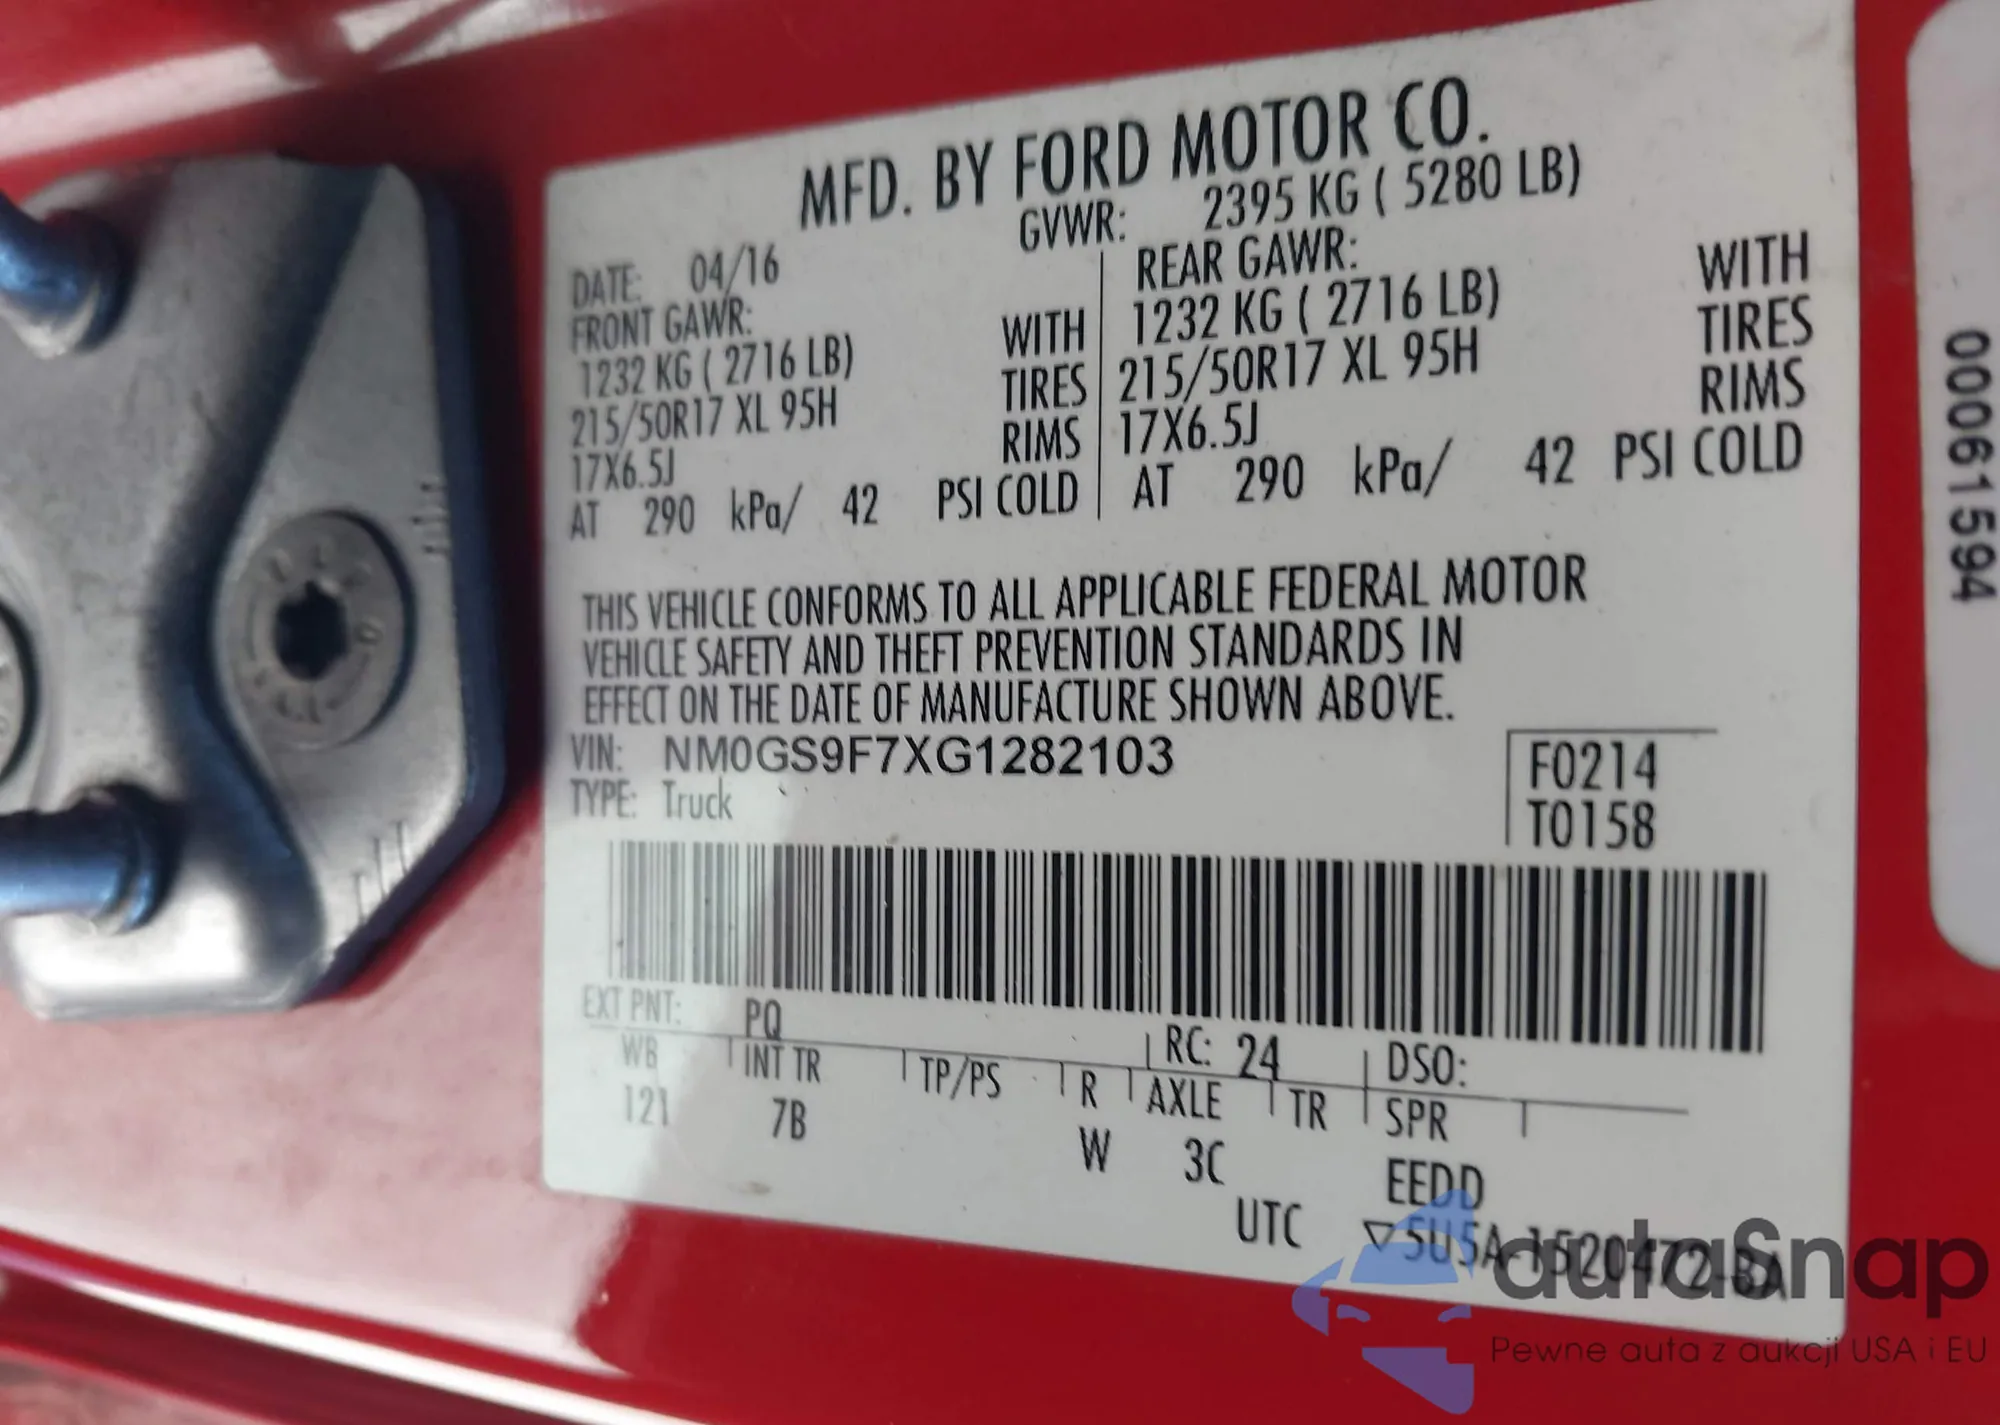 MFD. BY FORD MOTOR CO.
DATE: 04/16 GVWR: 2395 KG ( 5280 LB)
FRONT GAWR: REAR GAWR:
1232 KG ( 2716 LB) WITH 1232 KG ( 2716 LB) WITH
215/50R17 XL 95H TIRES 215/50R17 XL 95H TIRES
17X6.5J RIMS 17X6.5J RIMS
AT 290 kPa/ 42 PSI COLD AT 290 kPa/ 42 PSI COLD
THIS VEHICLE CONFORMS TO ALL APPLICABLE FEDERAL MOTOR
VEHICLE SAFETY AND THEFT PREVENTION STANDARDS IN
EFFECT ON THE DATE OF MANUFACTURE SHOWN ABOVE.
VIN: NM0GS9F7XG1282103 F0214
TYPE: Truck T0158
EXT PNT: PQ RC: 24 DSO:
WB INT TR TP/PS R AXLE TR SPR
121 7B W 3C EEDD
UTC ▽5U5A-1520472-BA
00061594
autaSnap
Pewne auta z aukcji USA i EU